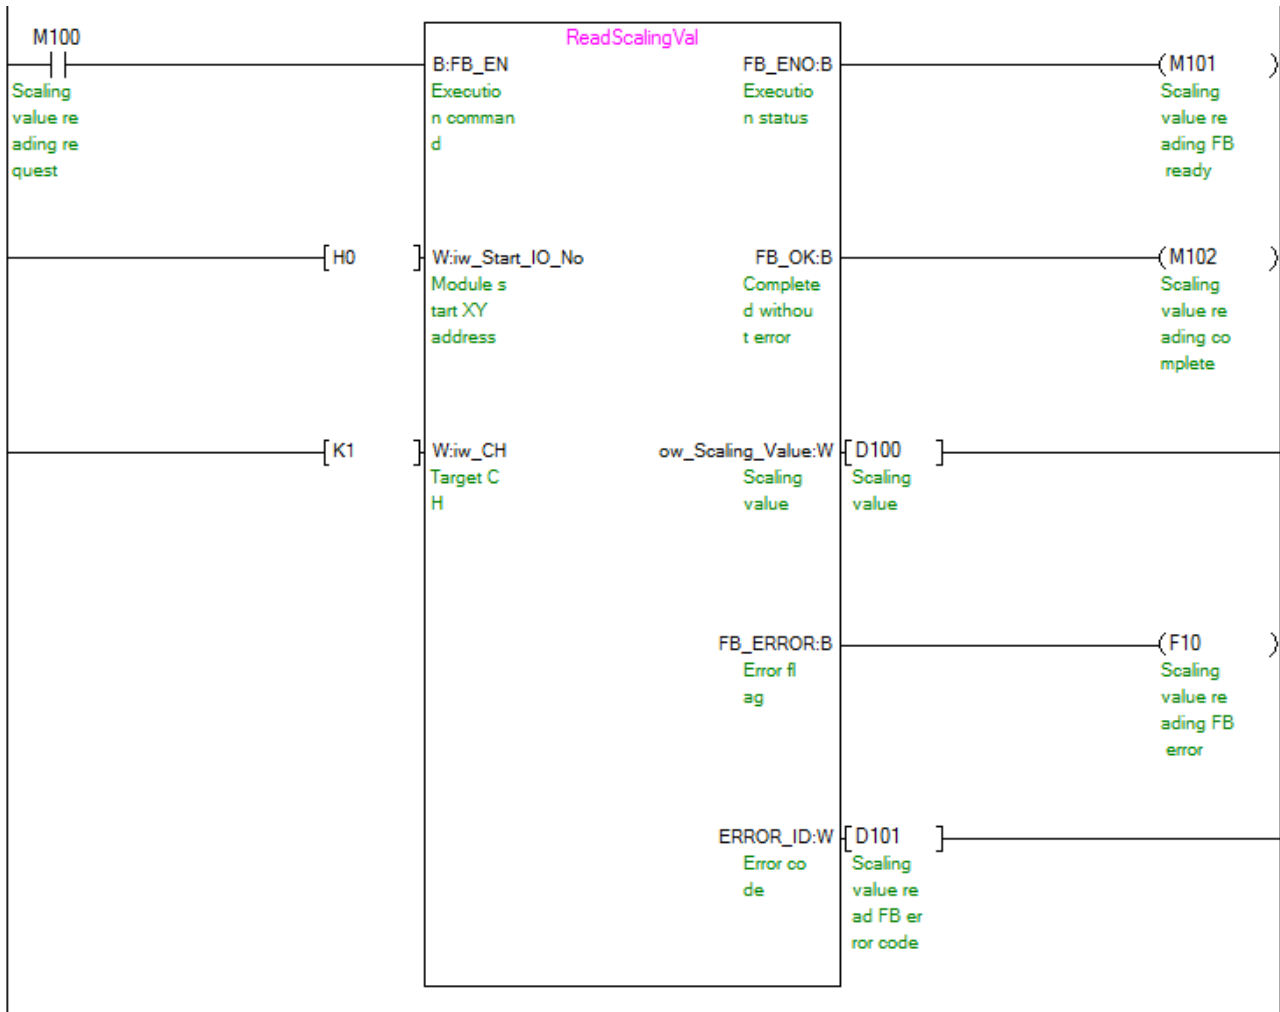 ReadScalingVal
M100
B:FB_EN
FB_ENO:B
M101
Scaling
value re
ading re
quest
Executio
n comman
d
Executio
n status
Scaling
value re
ading FB
ready
H0
W:iw_Start_IO_No
FB_OK:B
M102
Module s
tart XY
address
Complete
d withou
t error
Scaling
value re
ading co
mplete
K1
W:iw_CH
ow_Scaling_Value:W
D100
Target C
H
Scaling
value
Scaling
value
FB_ERROR:B
F10
Error fl
ag
Scaling
value re
ading FB
error
ERROR_ID:W
D101
Error co
de
Scaling
value re
ad FB er
ror code